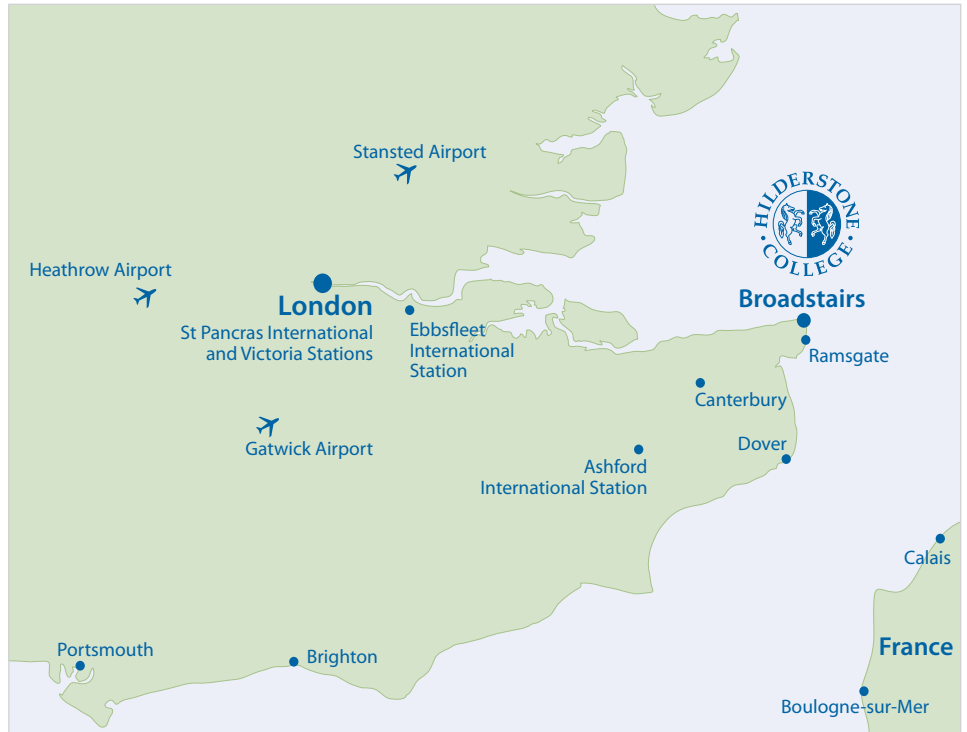 Stansted Airport
HILDERSTONE
COLLEGE
Heathrow Airport
Broadstairs
London
St Pancras International
and Victoria Stations
Ebbsfleet
International
Station
Ramsgate
Canterbury
Gatwick Airport
Dover
Ashford
International Station
Calais
France
Portsmouth
Brighton
Boulogne-sur-Mer